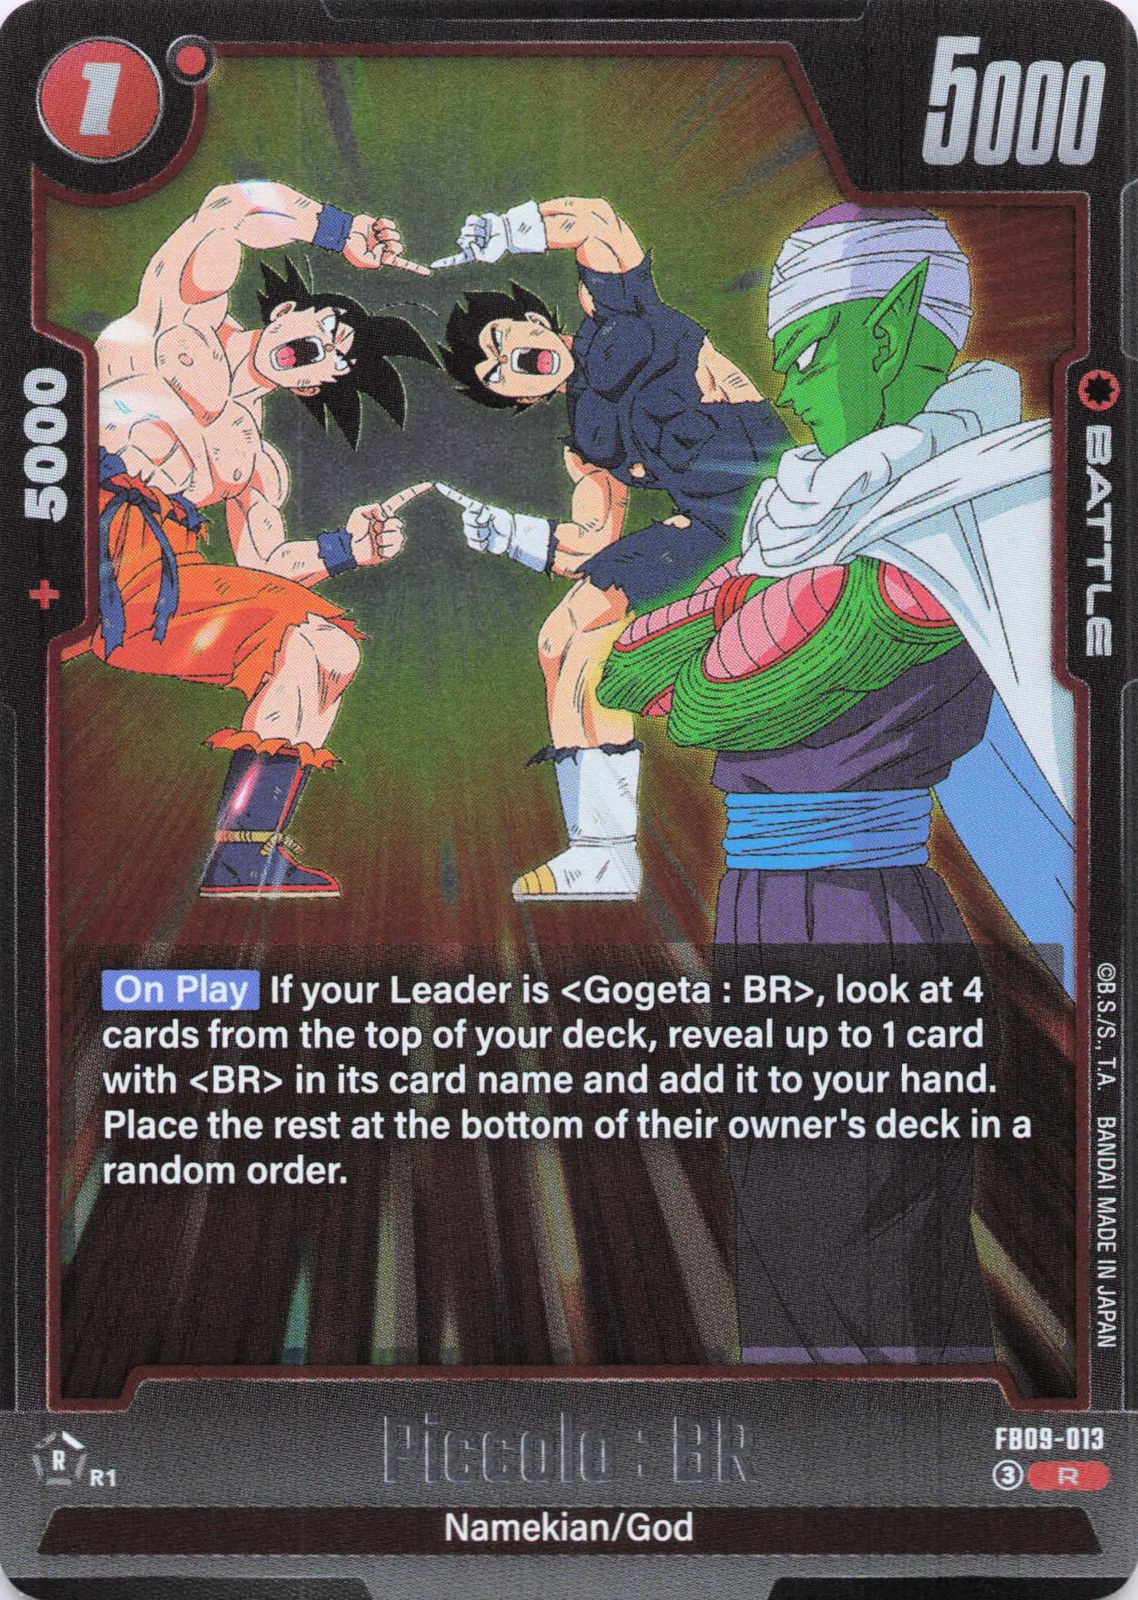 1
5000
+ 5000
BATTLE
On Play If your Leader is <Gogeta : BR>, look at 4
cards from the top of your deck, reveal up to 1 card
with <BR> in its card name and add it to your hand.
Place the rest at the bottom of their owner's deck in a
random order.
©B.S./S., T.A. BANDAI MADE IN JAPAN
R
R1
Piccolo : BR
FB09-013
3 R
Namekian/God